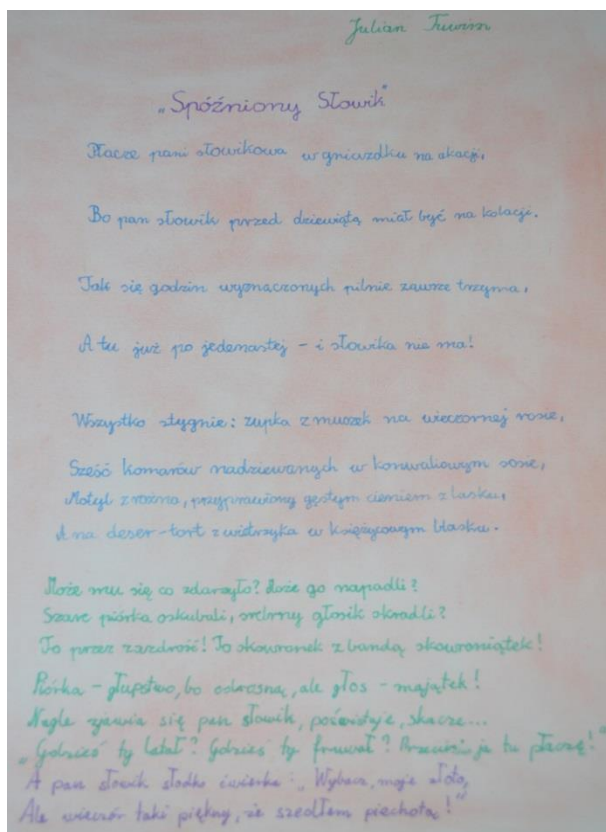 Julian Tuwim
"Spóźniony Słowik"
Płacze pani słowikowa w gniazdku na akacji,
Bo pan słowik przed dziewiątą miał być na kolacji.
Tak się godzin wyznaczonych pilnie zawsze trzyma,
A tu już po jedenastej - i słowika nie ma!
Wszystko stygnie: zupka z muszek na wieczornej rosie,
Sześć komarów nadziewanych w konwaliowym sosie,
Motyl z rożna, przyprawiony gęstym cieniem z lasku,
A na deser - tort z wietrzyka w księżycowym blasku.
Może mu się co zdarzyło? Może go napadli?
Szare piórka oskubali, srebrny głosik skradli?
To przez zazdrość! To skowronek z bandą skowroniątek!
Piórka - głupstwo, bo odrosną, ale głos - majątek!
Nagle zjawia się pan słowik, poświstuje, skacze...
"Gdzieś ty latał? Gdzieś ty fruwał? Przecież ja tu płaczę!"
A pan słowik słodko ćwierka: "Wybacz, moje złoto,
Ale wieczór taki piękny, że szedłem piechotą!"